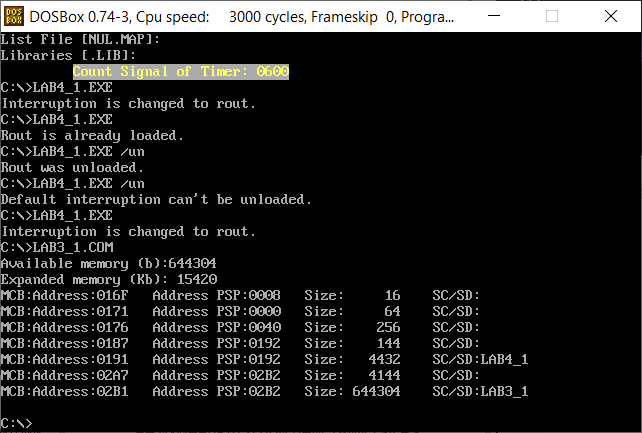 DOSBox 0.74-3, Cpu speed:    3000 cycles, Frameskip  0, Progra...
List File [NUL.MAP]:
Libraries [.LIB]:
Count Signal of Timer: 0600
C:\>LAB4_1.EXE
Interruption is changed to rout.
C:\>LAB4_1.EXE
Rout is already loaded.
C:\>LAB4_1.EXE /un
Rout was unloaded.
C:\>LAB4_1.EXE /un
Default interruption can't be unloaded.
C:\>LAB4_1.EXE
Interruption is changed to rout.
C:\>LAB3_1.COM
Available memory (b):644304
Expanded memory (Kb): 15420
MCB:Address:016F   Address PSP:0008   Size:     16    SC/SD:
MCB:Address:0171   Address PSP:0000   Size:     64    SC/SD:
MCB:Address:0176   Address PSP:0040   Size:    256    SC/SD:
MCB:Address:0187   Address PSP:0192   Size:    144    SC/SD:
MCB:Address:0191   Address PSP:0192   Size:   4432    SC/SD:LAB4_1
MCB:Address:02A7   Address PSP:02B2   Size:   4144    SC/SD:
MCB:Address:02B1   Address PSP:02B2   Size: 644304    SC/SD:LAB3_1
C:\>